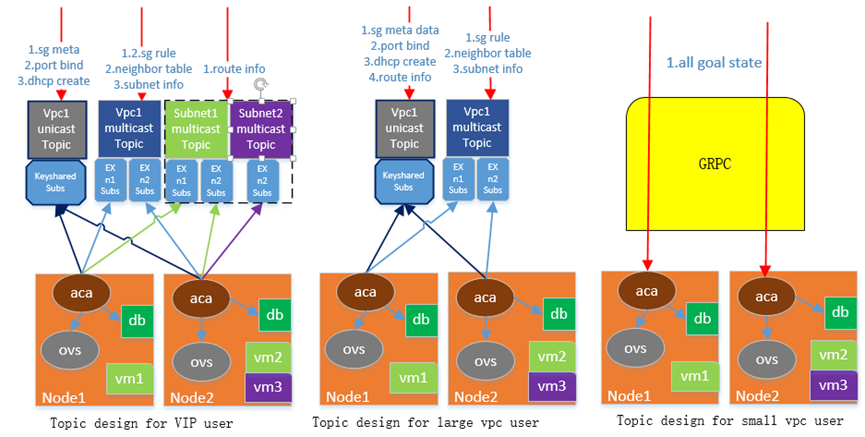 1.sg meta
2.port bind
3.dhcp create
1.2.sg rule
2.neighbor table
3.subnet info
1.route info
Vpc1
unicast
Topic
Vpc1
multicast
Topic
Subnet1
multicast
Topic
Subnet2
multicast
Topic
Keyshared
Subs
EX
n1
Subs
EX
n2
Subs
EX
n1
Subs
EX
n2
Subs
EX
n2
Subs
aca
db
ovs
vm1
Node1
aca
db
ovs
vm2
vm3
Node2
Topic design for VIP user
1.sg meta data
2.port bind
3.dhcp create
4.route info
1.sg rule
2.neighbor table
3.subnet info
Vpc1
unicast
Topic
Vpc1
multicast
Topic
Keyshared
Subs
EX
n1
Subs
EX
n2
Subs
aca
db
ovs
vm1
Node1
aca
db
ovs
vm2
vm3
Node2
Topic design for large vpc user
1.all goal state
GRPC
aca
db
ovs
vm1
Node1
aca
db
ovs
vm2
vm3
Node2
Topic design for small vpc user